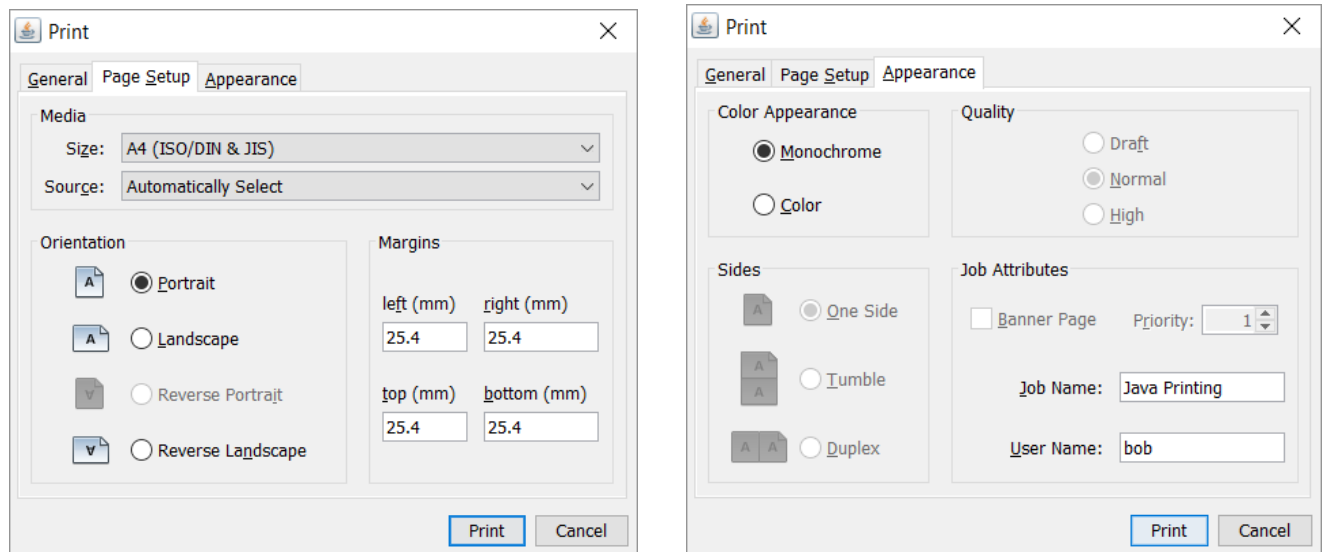 Print
General Page Setup Appearance
Media
Size: A4 (ISO/DIN & JIS)
Source: Automatically Select
Orientation
A Portrait
A Landscape
A Reverse Portrait
A Reverse Landscape
Margins
left (mm) right (mm)
25.4 25.4
top (mm) bottom (mm)
25.4 25.4
Print Cancel
Print
General Page Setup Appearance
Color Appearance
Monochrome
Color
Quality
Draft
Normal
High
Sides
A One Side
A
A Tumble
A A Duplex
Job Attributes
Banner Page Priority: 1
Job Name: Java Printing
User Name: bob
Print Cancel